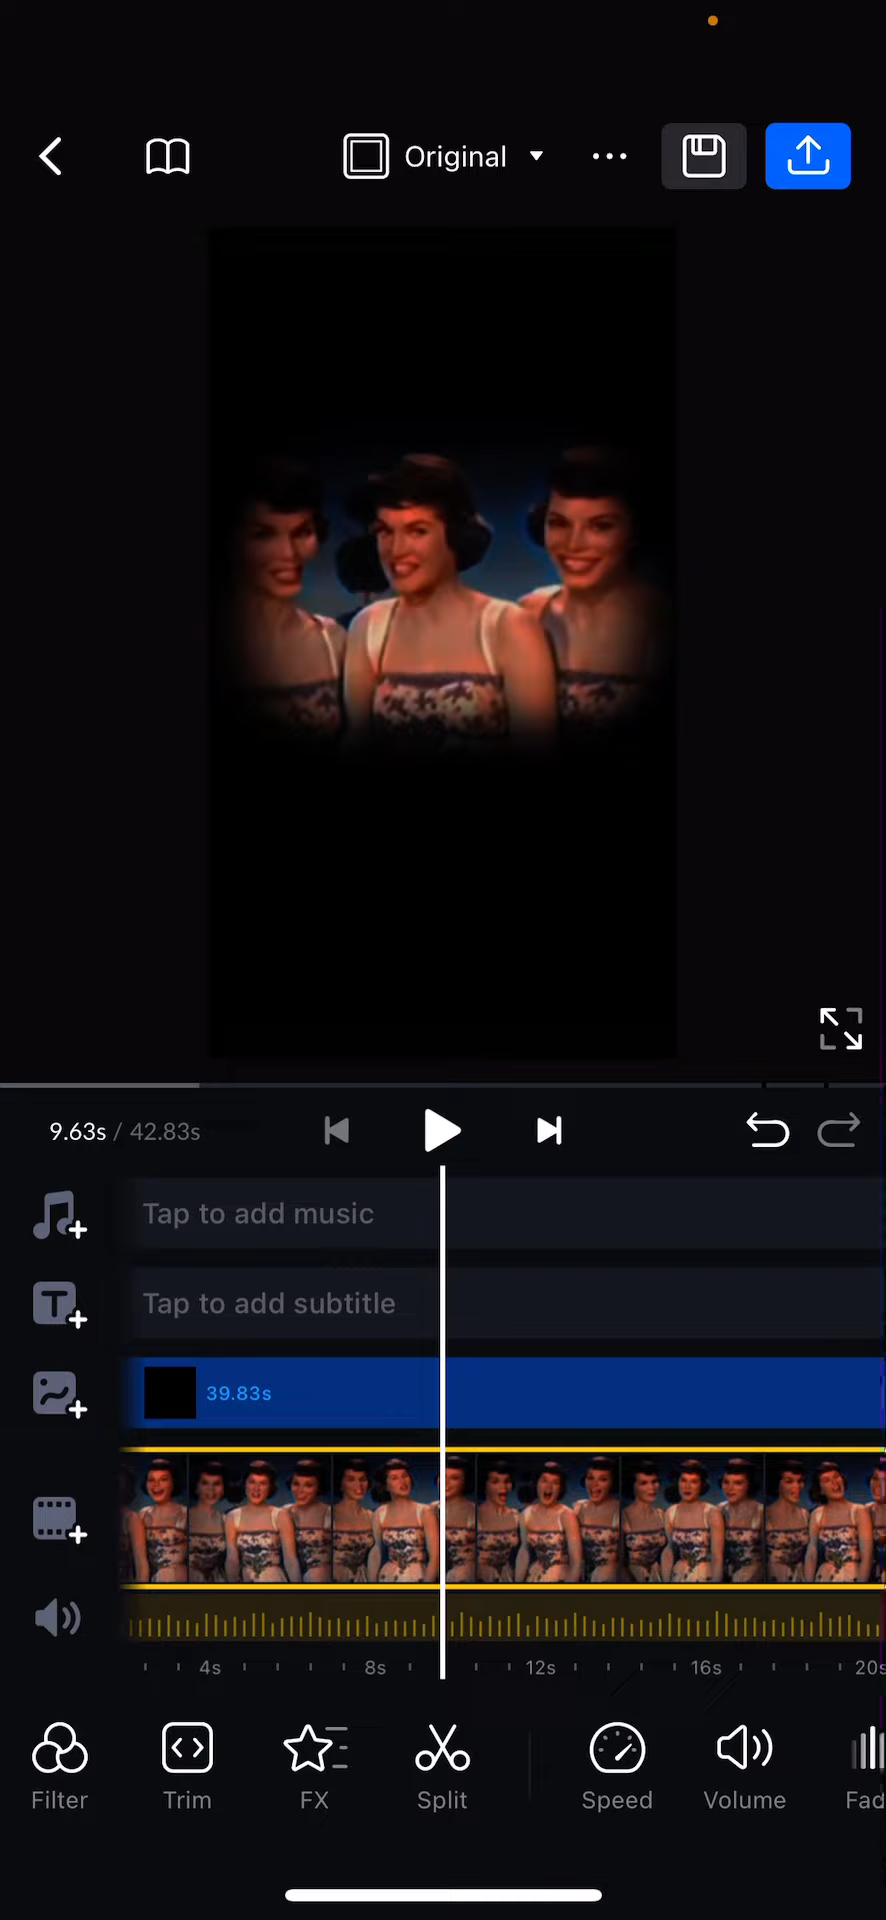 Original
9.63s / 42.83s
Tap to add music
Tap to add subtitle
39.83s
4s 8s 12s 16s 20s
Filter Trim FX Split Speed Volume Fad